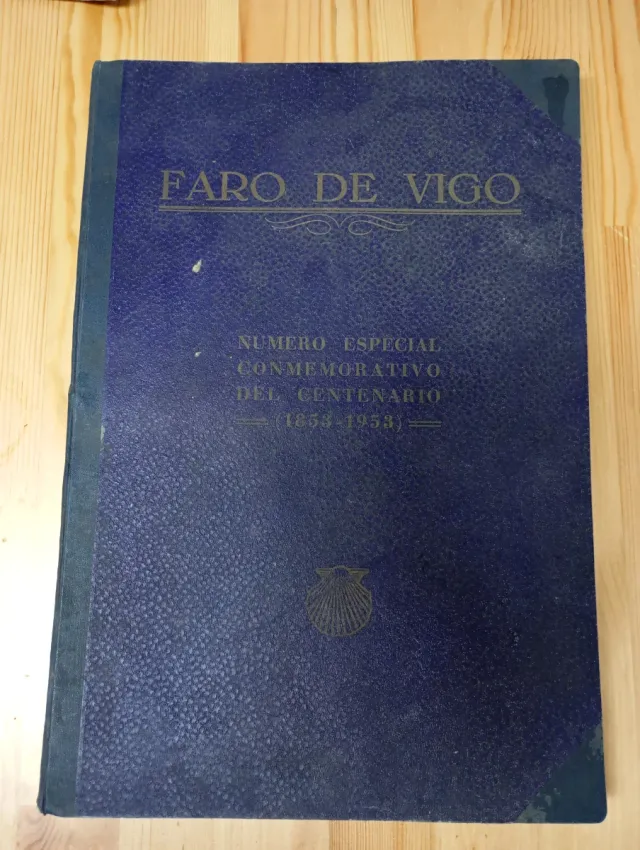 FARO DE VIGO
NUMERO ESPECIAL
CONMEMORATIVO
DEL CENTENARIO
(1853-1953)